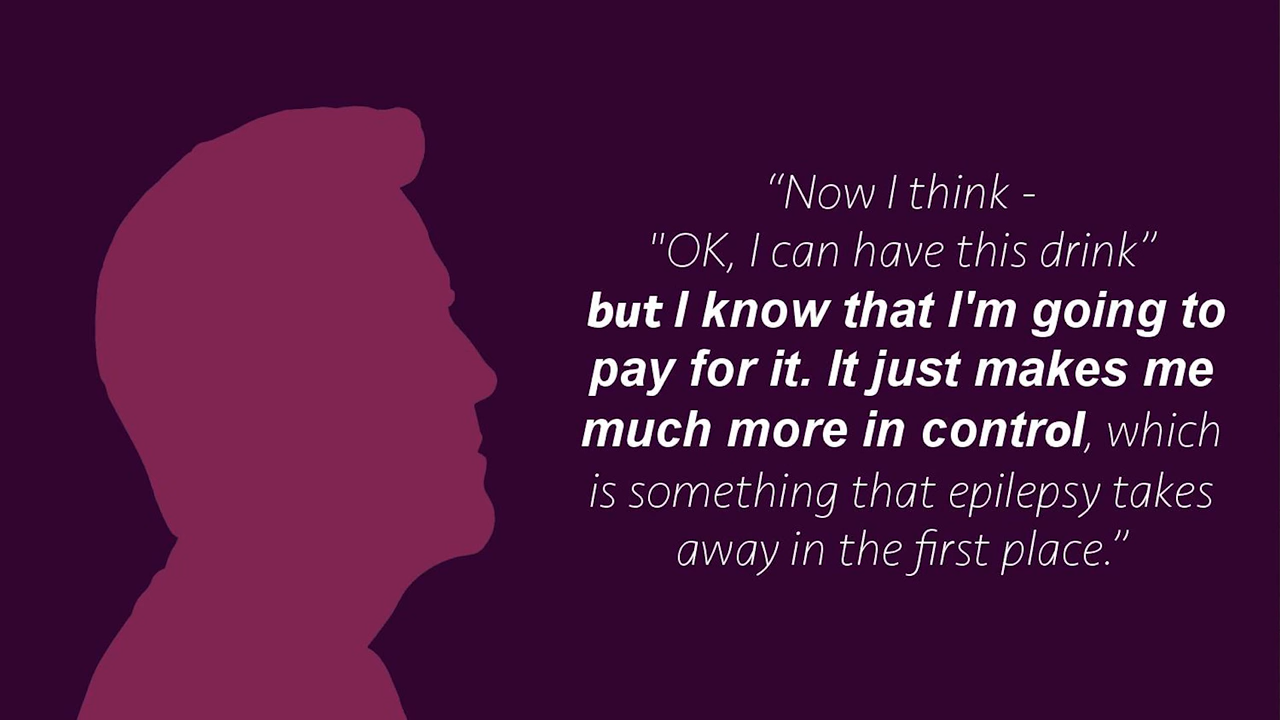 “Now I think -
"OK, I can have this drink”
but I know that I'm going to
pay for it. It just makes me
much more in control, which
is something that epilepsy takes
away in the first place.”